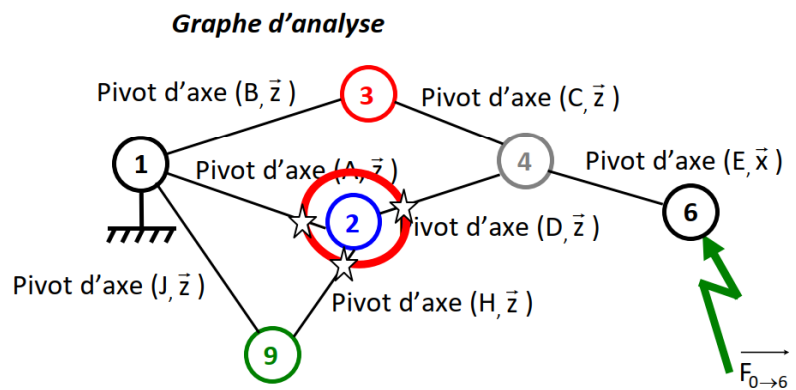 Graphe d'analyse
Pivot d'axe (B, z⃗ )
3
Pivot d'axe (C, z⃗ )
1
Pivot d'axe (A, z⃗ )
4
Pivot d'axe (E, x⃗ )
2
6
Pivot d'axe (D, z⃗ )
Pivot d'axe (J, z⃗ )
Pivot d'axe (H, z⃗ )
9
F₀→₆